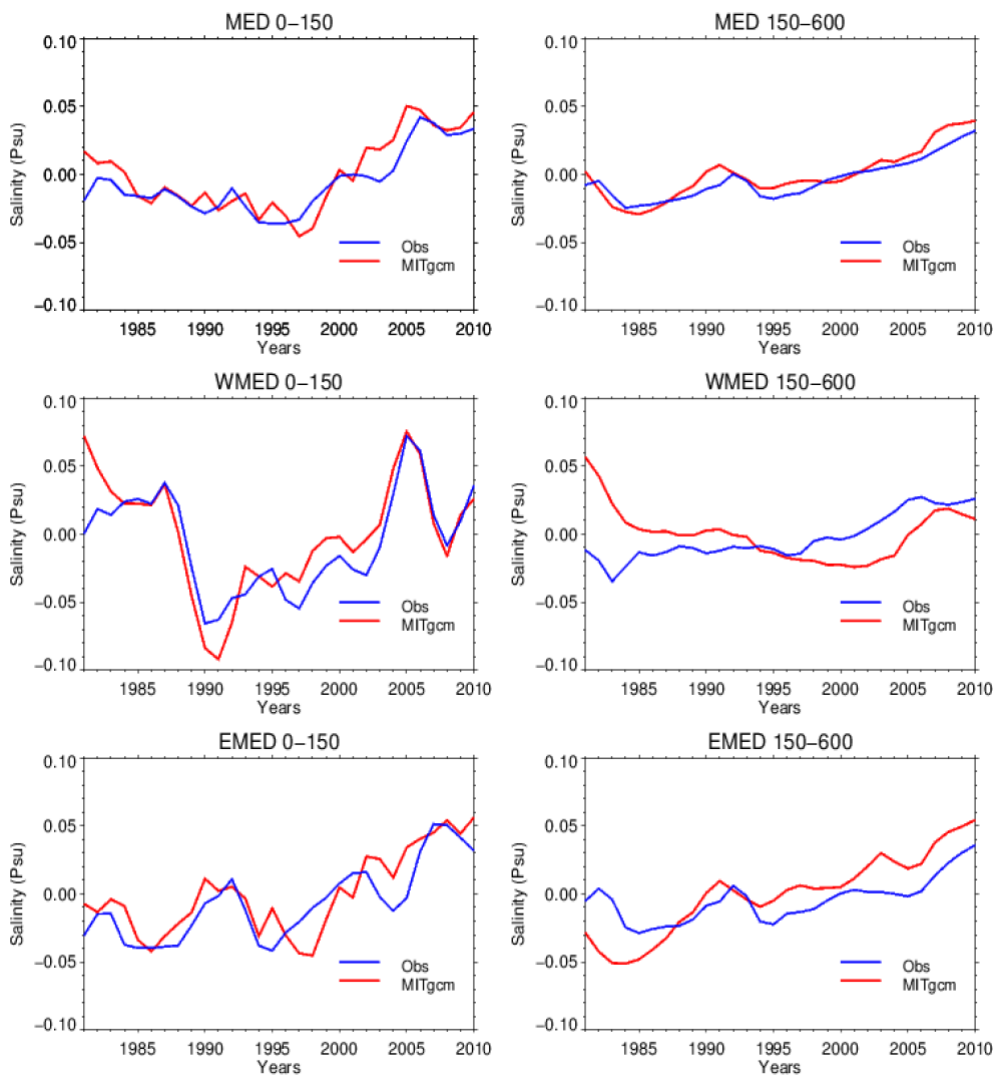 MED 0−150
0.10
0.05
0.00
−0.05
−0.10
Salinity (Psu)
Obs
MITgcm
1985 1990 1995 2000 2005 2010
Years
MED 150−600
0.10
0.05
0.00
−0.05
−0.10
Salinity (Psu)
Obs
MITgcm
1985 1990 1995 2000 2005 2010
Years
WMED 0−150
0.10
0.05
0.00
−0.05
−0.10
Salinity (Psu)
Obs
MITgcm
1985 1990 1995 2000 2005 2010
Years
WMED 150−600
0.10
0.05
0.00
−0.05
−0.10
Salinity (Psu)
Obs
MITgcm
1985 1990 1995 2000 2005 2010
Years
EMED 0−150
0.10
0.05
0.00
−0.05
−0.10
Salinity (Psu)
Obs
MITgcm
1985 1990 1995 2000 2005 2010
Years
EMED 150−600
0.10
0.05
0.00
−0.05
−0.10
Salinity (Psu)
Obs
MITgcm
1985 1990 1995 2000 2005 2010
Years